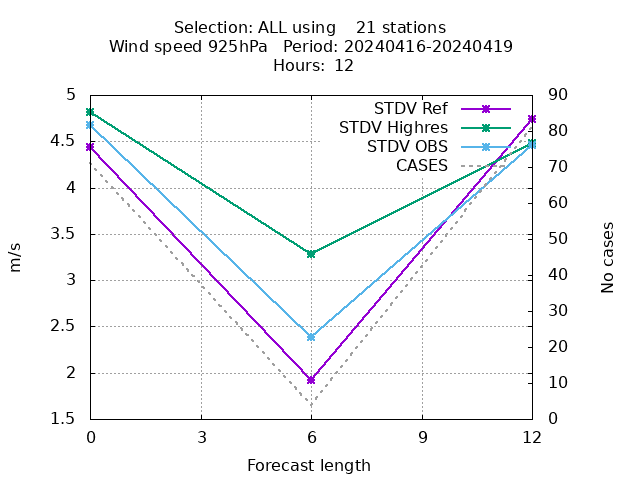 Selection: ALL using 21 stations
Wind speed 925hPa Period: 20240416-20240419
Hours: 12
STDV Ref
STDV Highres
STDV OBS
CASES
5
4.5
4
3.5
3
2.5
2
1.5
90
80
70
60
50
40
30
20
10
0
m/s
No cases
0 3 6 9 12
Forecast length